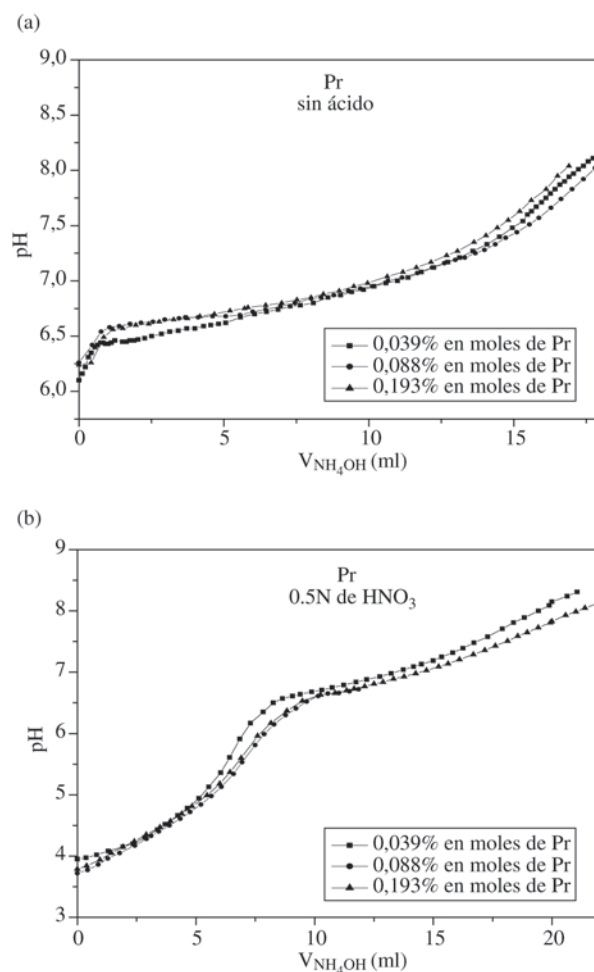 (a)
Pr
sin ácido
9,0
8,5
8,0
7,5
7,0
6,5
6,0
pH
0,039% en moles de Pr
0,088% en moles de Pr
0,193% en moles de Pr
0 5 10 15
V NH4OH (ml)
(b)
Pr
0.5N de HNO3
9
8
7
6
5
4
3
pH
0,039% en moles de Pr
0,088% en moles de Pr
0,193% en moles de Pr
0 5 10 15 20
V NH4OH (ml)